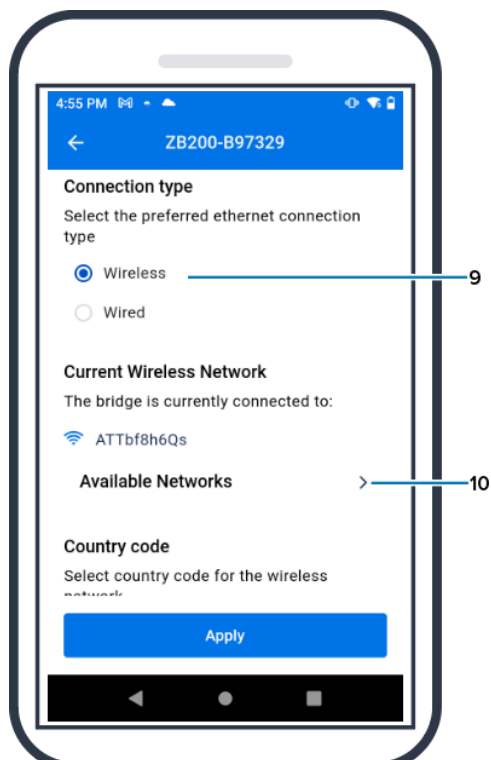 4:55 PM
ZB200-B97329
Connection type
Select the preferred ethernet connection
type
Wireless
9
Wired
Current Wireless Network
The bridge is currently connected to:
ATTbf8h6Qs
Available Networks
10
Country code
Select country code for the wireless
network
Apply